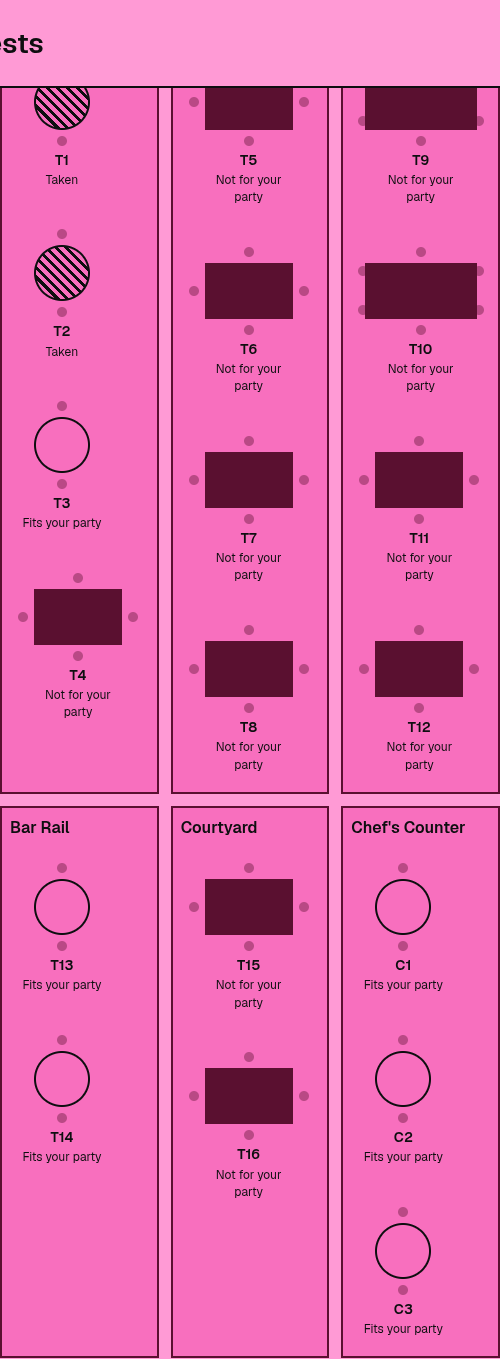 ests
T1
Taken
T2
Taken
T3
Fits your party
T4
Not for your
party
T5
Not for your
party
T6
Not for your
party
T7
Not for your
party
T8
Not for your
party
T9
Not for your
party
T10
Not for your
party
T11
Not for your
party
T12
Not for your
party
Bar Rail
T13
Fits your party
T14
Fits your party
Courtyard
T15
Not for your
party
T16
Not for your
party
Chef's Counter
C1
Fits your party
C2
Fits your party
C3
Fits your party